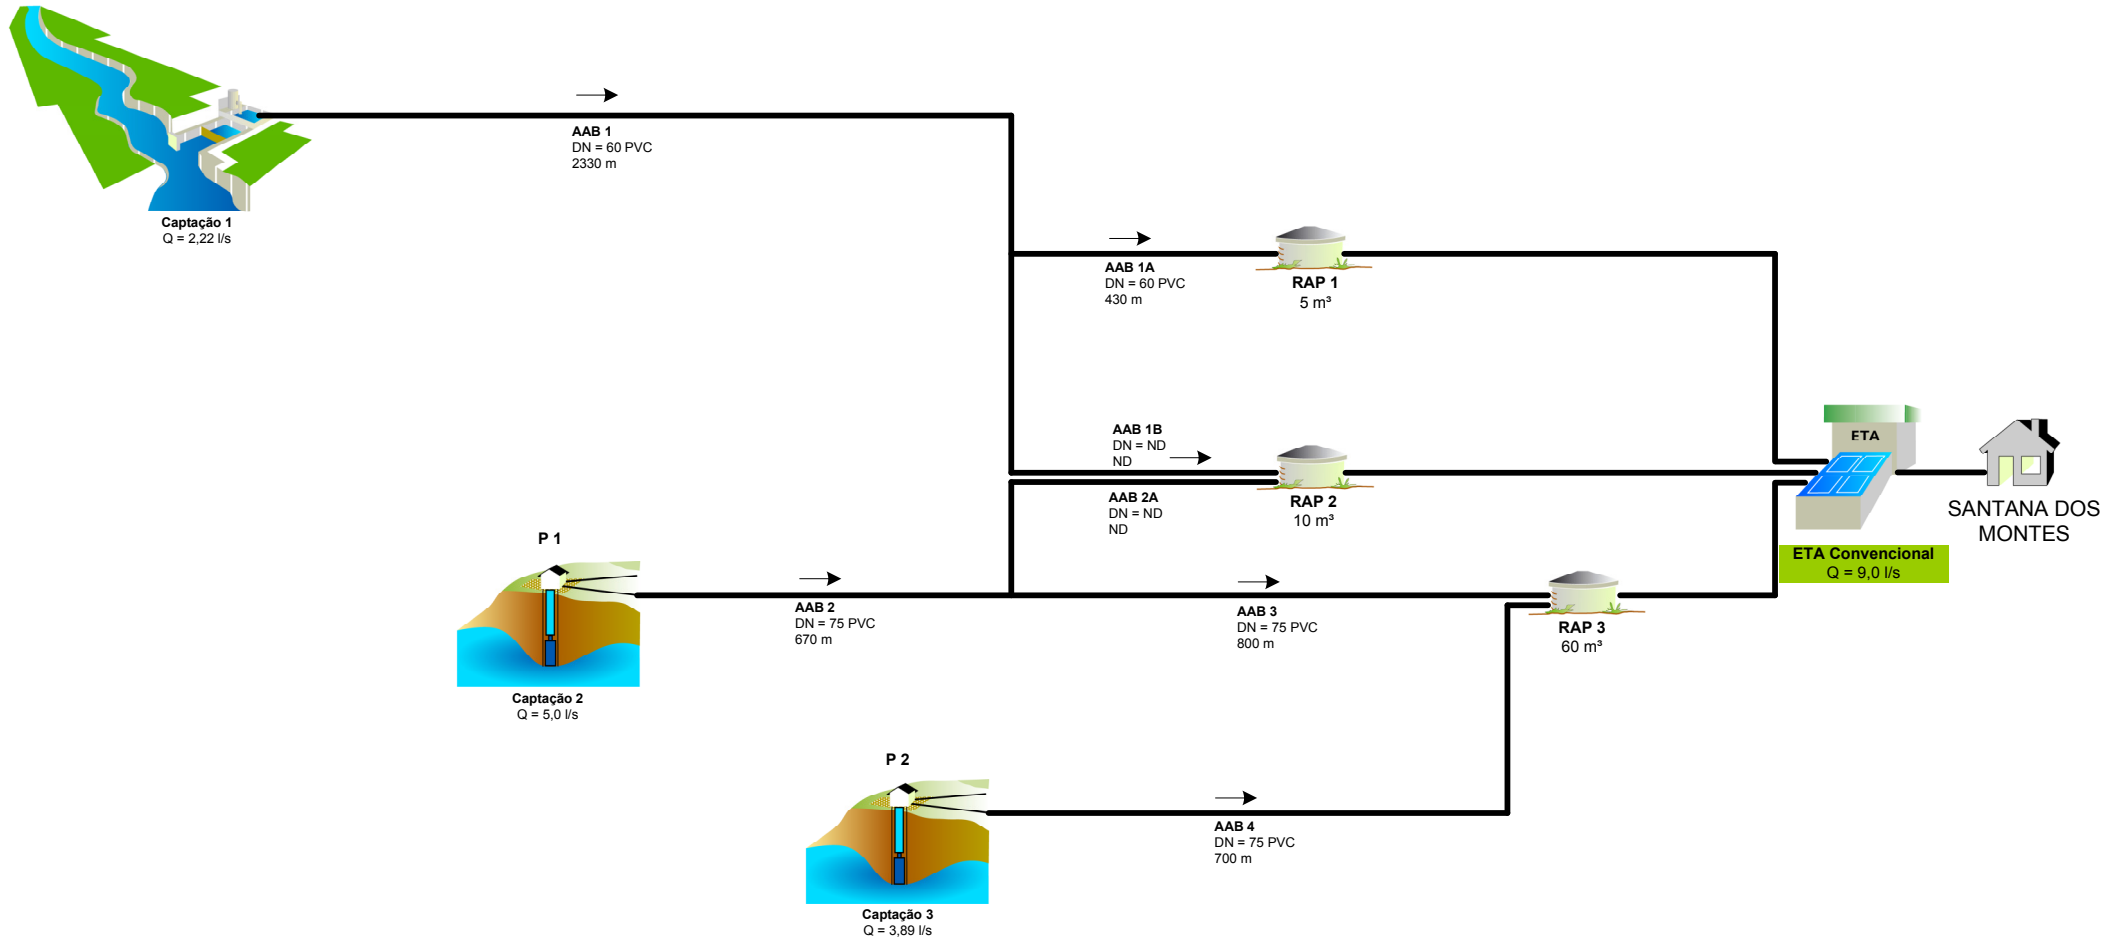 AAB 1
DN = 60 PVC
2330 m
Captação 1
Q = 2,22 l/s
AAB 1A
DN = 60 PVC
430 m
RAP 1
5 m³
AAB 1B
DN = ND
ND
AAB 2A
DN = ND
ND
RAP 2
10 m³
ETA
SANTANA DOS
MONTES
ETA Convencional
Q = 9,0 l/s
P 1
Captação 2
Q = 5,0 l/s
AAB 2
DN = 75 PVC
670 m
AAB 3
DN = 75 PVC
800 m
RAP 3
60 m³
P 2
Captação 3
Q = 3,89 l/s
AAB 4
DN = 75 PVC
700 m